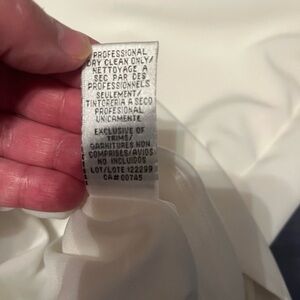 PROFESSIONAL
DRY CLEAN ONLY/
NETTOYAGE A
SEC PAR DES
PROFESSIONNELS
SEULEMENT/
TINTORERIA A SECO
PROFESIONAL
UNICAMENTE
EXCLUSIVE OF
TRIMS/
GARNITURES NON
COMPRISES/AVIOS
NO INCLUIDOS
LOT/LOTE 122299
CA# 00745